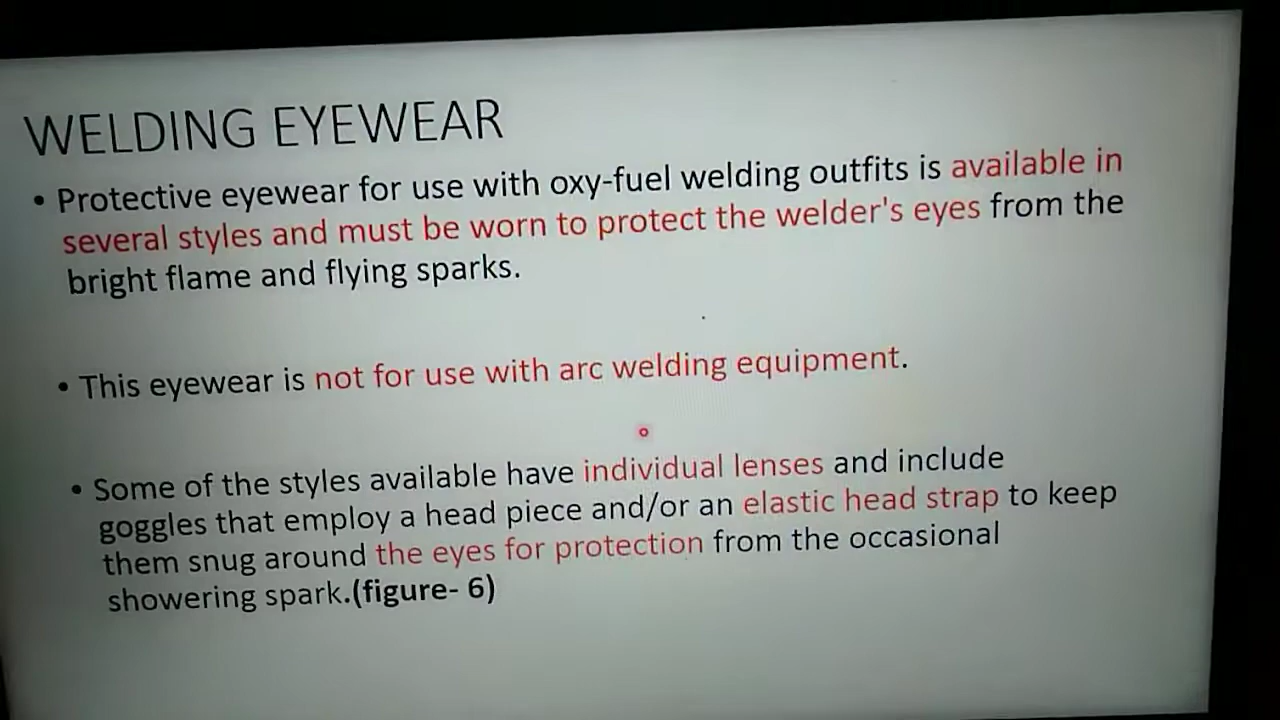 WELDING EYEWEAR
• Protective eyewear for use with oxy-fuel welding outfits is available in
several styles and must be worn to protect the welder's eyes from the
bright flame and flying sparks.
• This eyewear is not for use with arc welding equipment.
• Some of the styles available have individual lenses and include
goggles that employ a head piece and/or an elastic head strap to keep
them snug around the eyes for protection from the occasional
showering spark.(figure- 6)